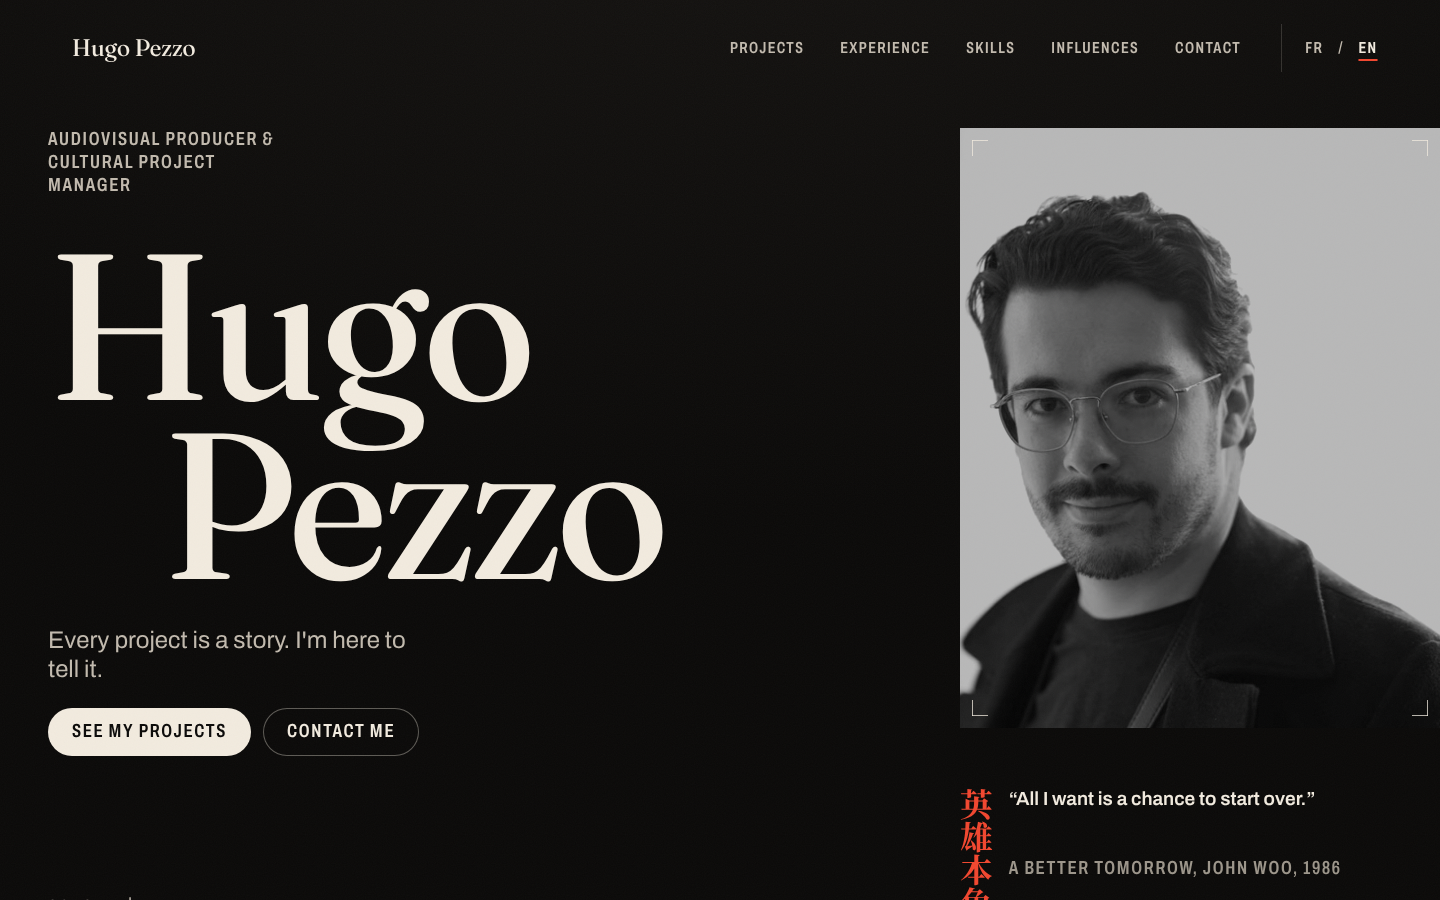 Hugo Pezzo
PROJECTS
EXPERIENCE
SKILLS
INFLUENCES
CONTACT
FR / EN
AUDIOVISUAL PRODUCER &
CULTURAL PROJECT
MANAGER
Hugo
Pezzo
Every project is a story. I'm here to
tell it.
SEE MY PROJECTS
CONTACT ME
英雄本色
“All I want is a chance to start over.”
A BETTER TOMORROW, JOHN WOO, 1986